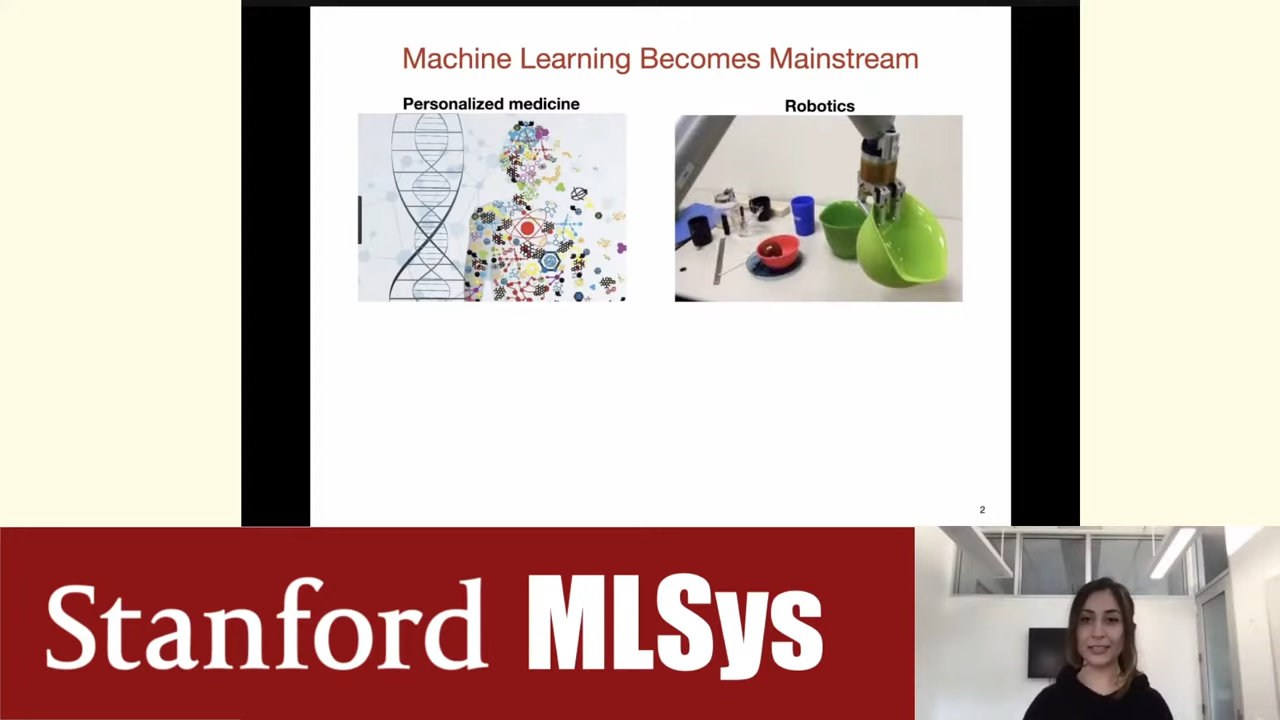 Machine Learning Becomes Mainstream
Personalized medicine
Robotics
2
Stanford MLSys